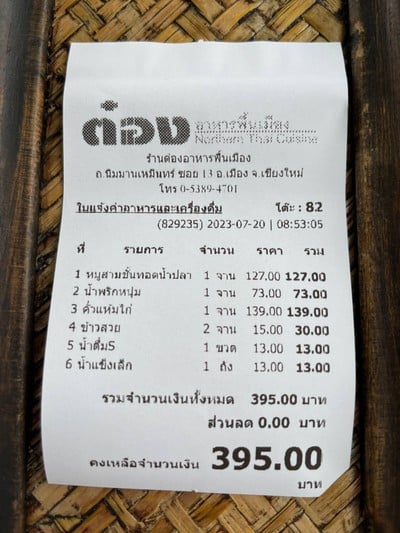 ต๋อง อาหารพื้นเมือง
Northern Thai Cuisine
ร้านต๋องอาหารพื้นเมือง
ถ.นิมมานเหมินทร์ ซอย 13 อ.เมือง จ.เชียงใหม่
โทร 0-5389-4701
ใบแจ้งค่าอาหารและเครื่องดื่ม โต๊ะ : 82
(829235) 2023-07-20 | 08:53:05
ที่ รายการ จำนวน ราคา รวม
1 หมูสามชั้นทอดน้ำปลา 1 จาน 127.00 127.00
2 น้ำพริกหนุ่ม 1 จาน 73.00 73.00
3 คั่วแห้มไก่ 1 จาน 139.00 139.00
4 ข้าวสวย 2 จาน 15.00 30.00
5 น้ำดื่มS 1 ขวด 13.00 13.00
6 น้ำแข็งเล็ก 1 ถัง 13.00 13.00
รวมจำนวนเงินทั้งหมด 395.00 บาท
ส่วนลด 0.00 บาท
คงเหลือจำนวนเงิน 395.00
บาท